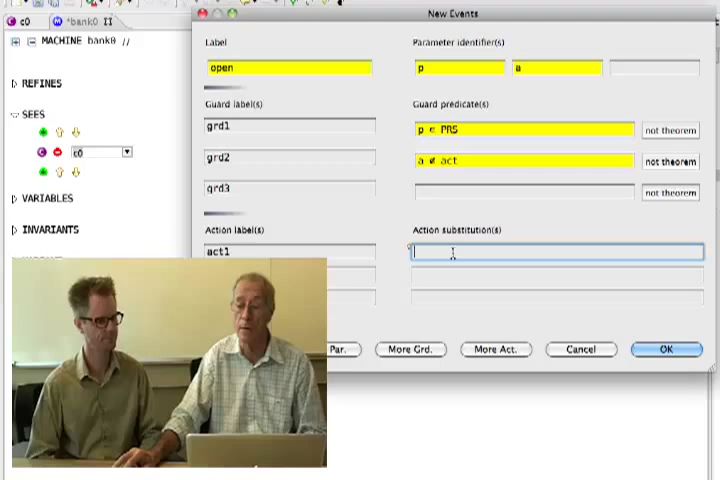 New Events
c0
*bank0
MACHINE bank0 //
REFINES
SEES
c0
VARIABLES
INVARIANTS
Label
Parameter identifier(s)
open
p
a
Guard label(s)
Guard predicate(s)
grd1
p ∈ PRS
not theorem
grd2
a ∉ act
not theorem
grd3
not theorem
Action label(s)
Action substitution(s)
act1
Par.
More Grd.
More Act.
Cancel
OK